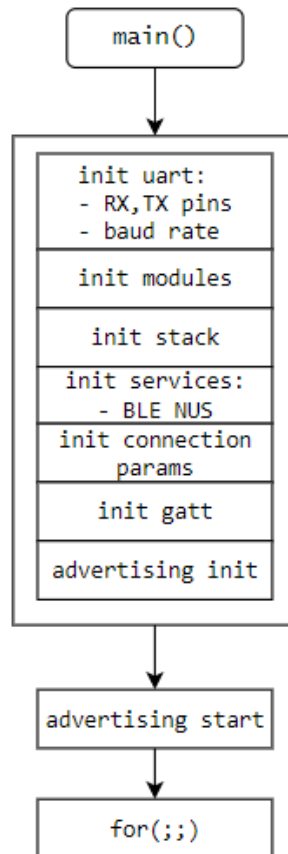 main()
init uart:
- RX,TX pins
- baud rate
init modules
init stack
init services:
- BLE NUS
init connection
params
init gatt
advertising init
advertising start
for(;;)